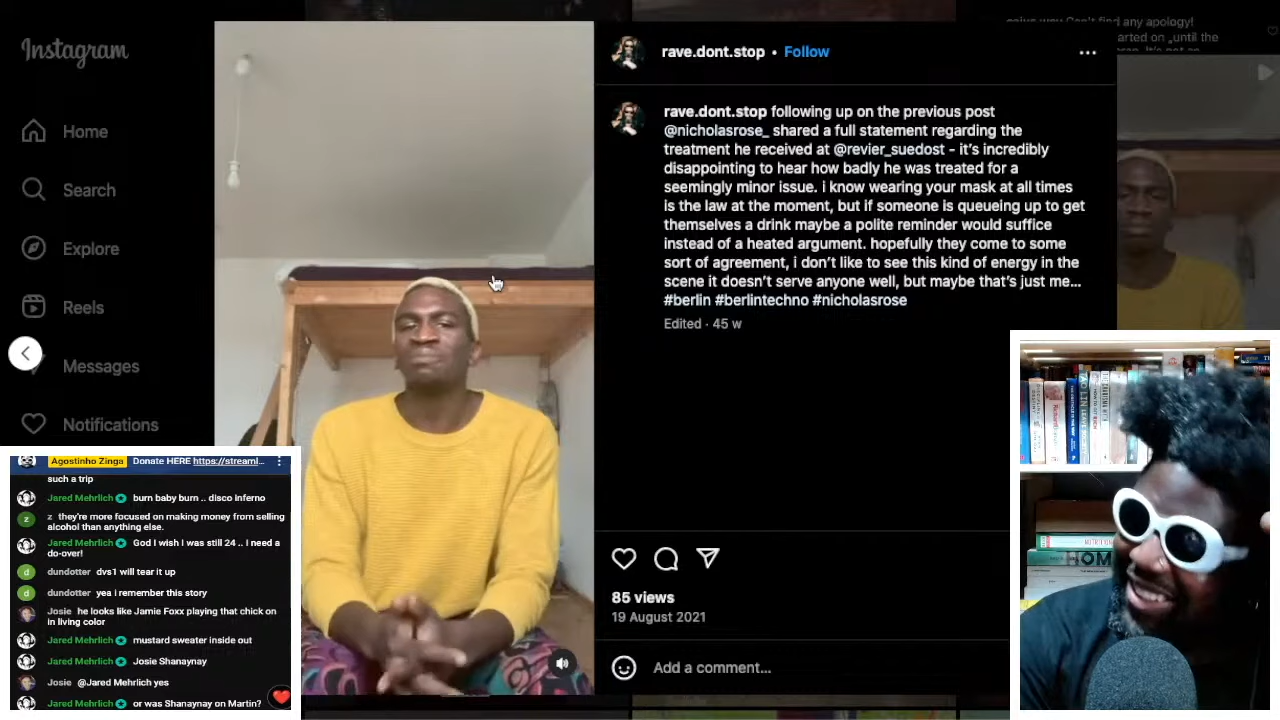 Instagram
Home
Search
Explore
Reels
Messages
Notifications
rave.dont.stop • Follow
rave.dont.stop following up on the previous post
@nicholasrose_ shared a full statement regarding the
treatment he received at @revier_suedost - it's incredibly
disappointing to hear how badly he was treated for a
seemingly minor issue. i know wearing your mask at all times
is the law at the moment, but if someone is queueing up to get
themselves a drink maybe a polite reminder would suffice
instead of a heated argument. hopefully they come to some
sort of agreement, i don't like to see this kind of energy in the
scene it doesn't serve anyone well, but maybe that's just me...
#berlin #berlintechno #nicholasrose
Edited · 45 w
85 views
19 August 2021
Add a comment...
any apology!
arted on „until the
Agostinho Zinga Donate HERE https://streaml...
such a trip
Jared Mehrlich burn baby burn .. disco inferno
z they're more focused on making money from selling
alcohol than anything else.
Jared Mehrlich God I wish I was still 24 .. I need a
do-over!
dundotter dvs1 will tear it up
dundotter yea i remember this story
Josie he looks like Jamie Foxx playing that chick on
in living color
Jared Mehrlich mustard sweater inside out
Jared Mehrlich Josie Shanaynay
Josie @Jared Mehrlich yes
Jared Mehrlich or was Shanaynay on Martin?